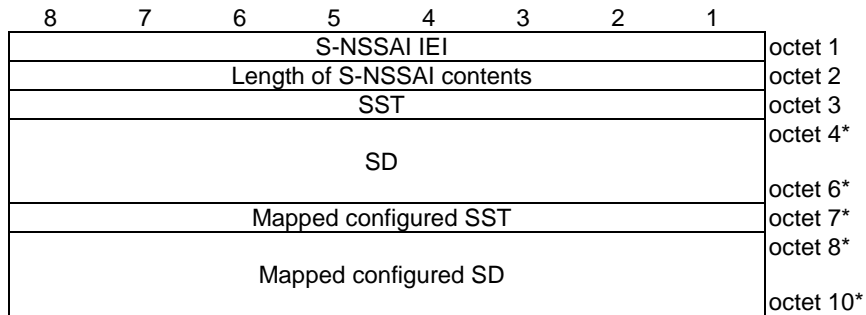 8 7 6 5 4 3 2 1
S-NSSAI IEI octet 1
Length of S-NSSAI contents octet 2
SST octet 3
octet 4*
SD
octet 6*
Mapped configured SST octet 7*
octet 8*
Mapped configured SD
octet 10*